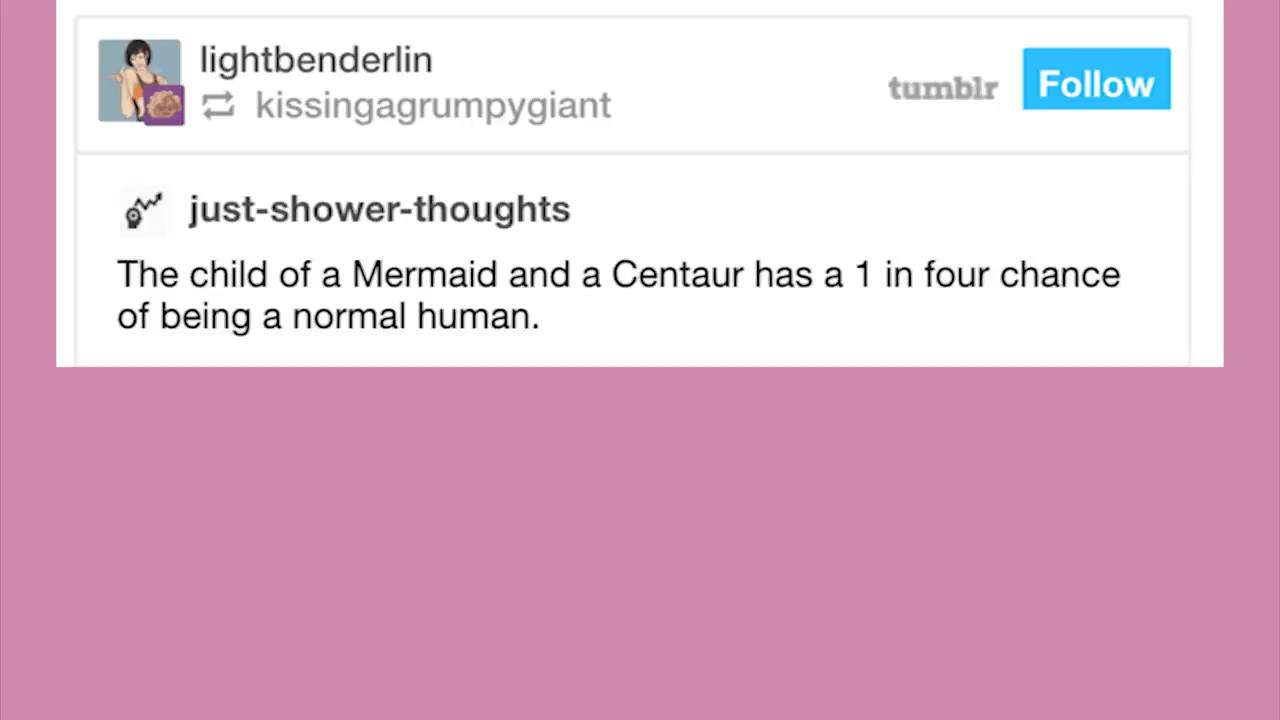 lightbenderlin
kissingagrumpygiant
tumblr
Follow
just-shower-thoughts
The child of a Mermaid and a Centaur has a 1 in four chance
of being a normal human.